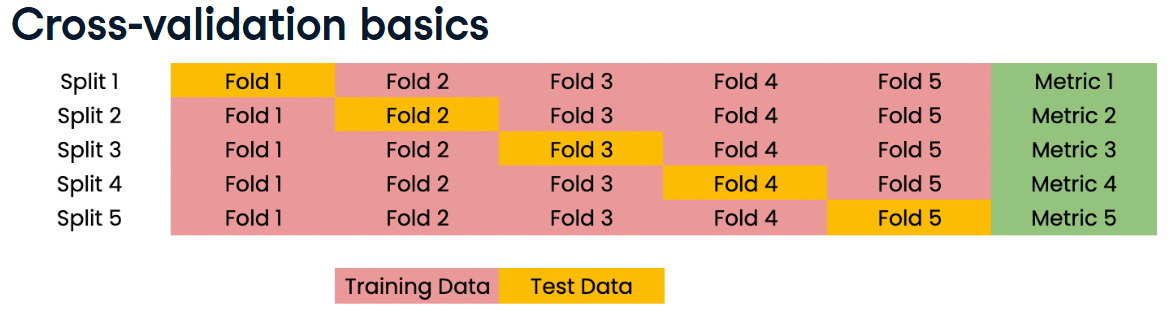 Cross-validation basics
Split 1 Fold 1 Fold 2 Fold 3 Fold 4 Fold 5 Metric 1
Split 2 Fold 1 Fold 2 Fold 3 Fold 4 Fold 5 Metric 2
Split 3 Fold 1 Fold 2 Fold 3 Fold 4 Fold 5 Metric 3
Split 4 Fold 1 Fold 2 Fold 3 Fold 4 Fold 5 Metric 4
Split 5 Fold 1 Fold 2 Fold 3 Fold 4 Fold 5 Metric 5
Training Data Test Data